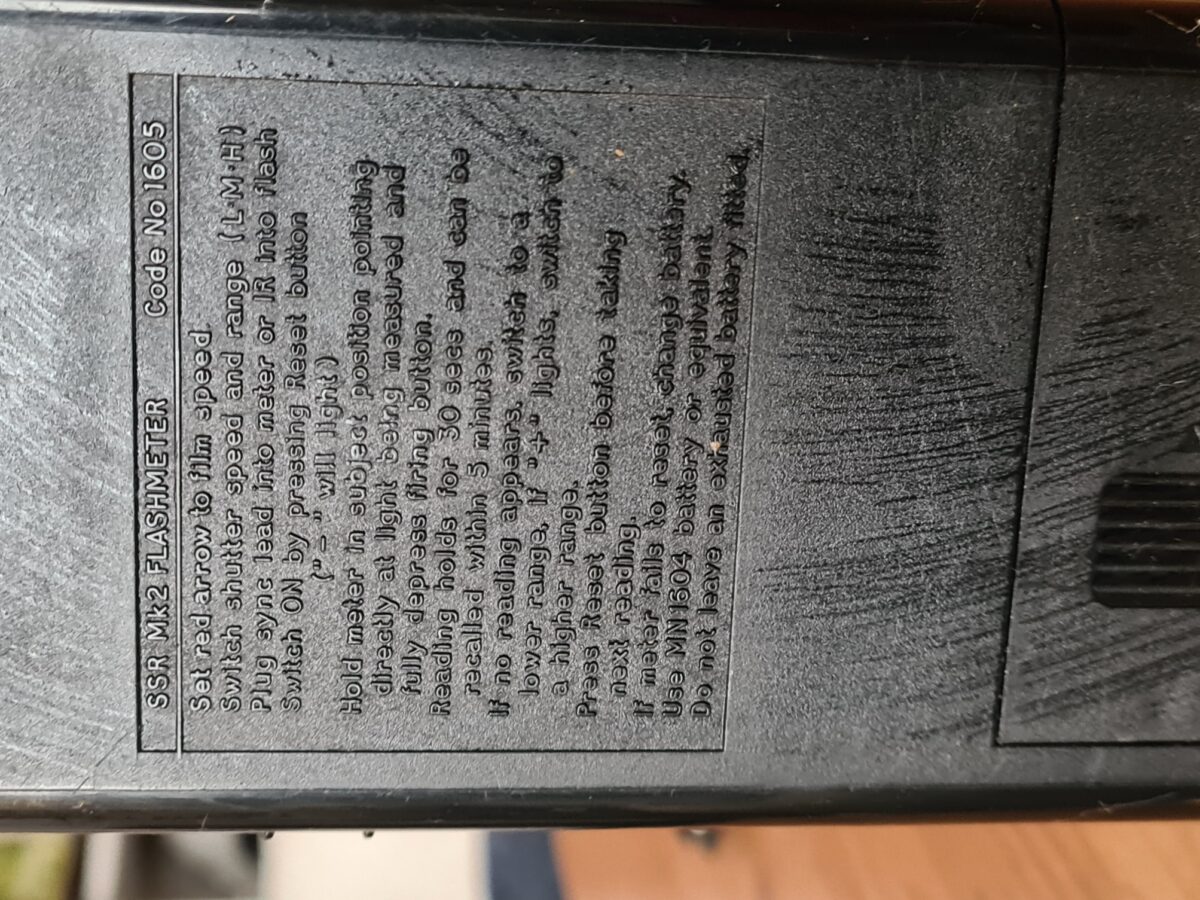 SSR Mk2 FLASHMETER Code No 1605
Set red arrow to film speed.
Switch shutter speed and range (L·M·H)
Plug sync lead into meter or IR into flash
Switch ON by pressing Reset button
("–" will light)
Hold meter in subject position pointing
directly at light being measured and
fully depress firing button.
Reading holds for 30 secs and can be
recalled within 5 minutes.
If no reading appears, switch to a
lower range, if "+" lights, switch to
a higher range.
Press Reset button before taking
next reading.
If meter fails to reset, change battery.
Use MN1604 battery or equivalent
Do not leave an exhausted battery fitted.